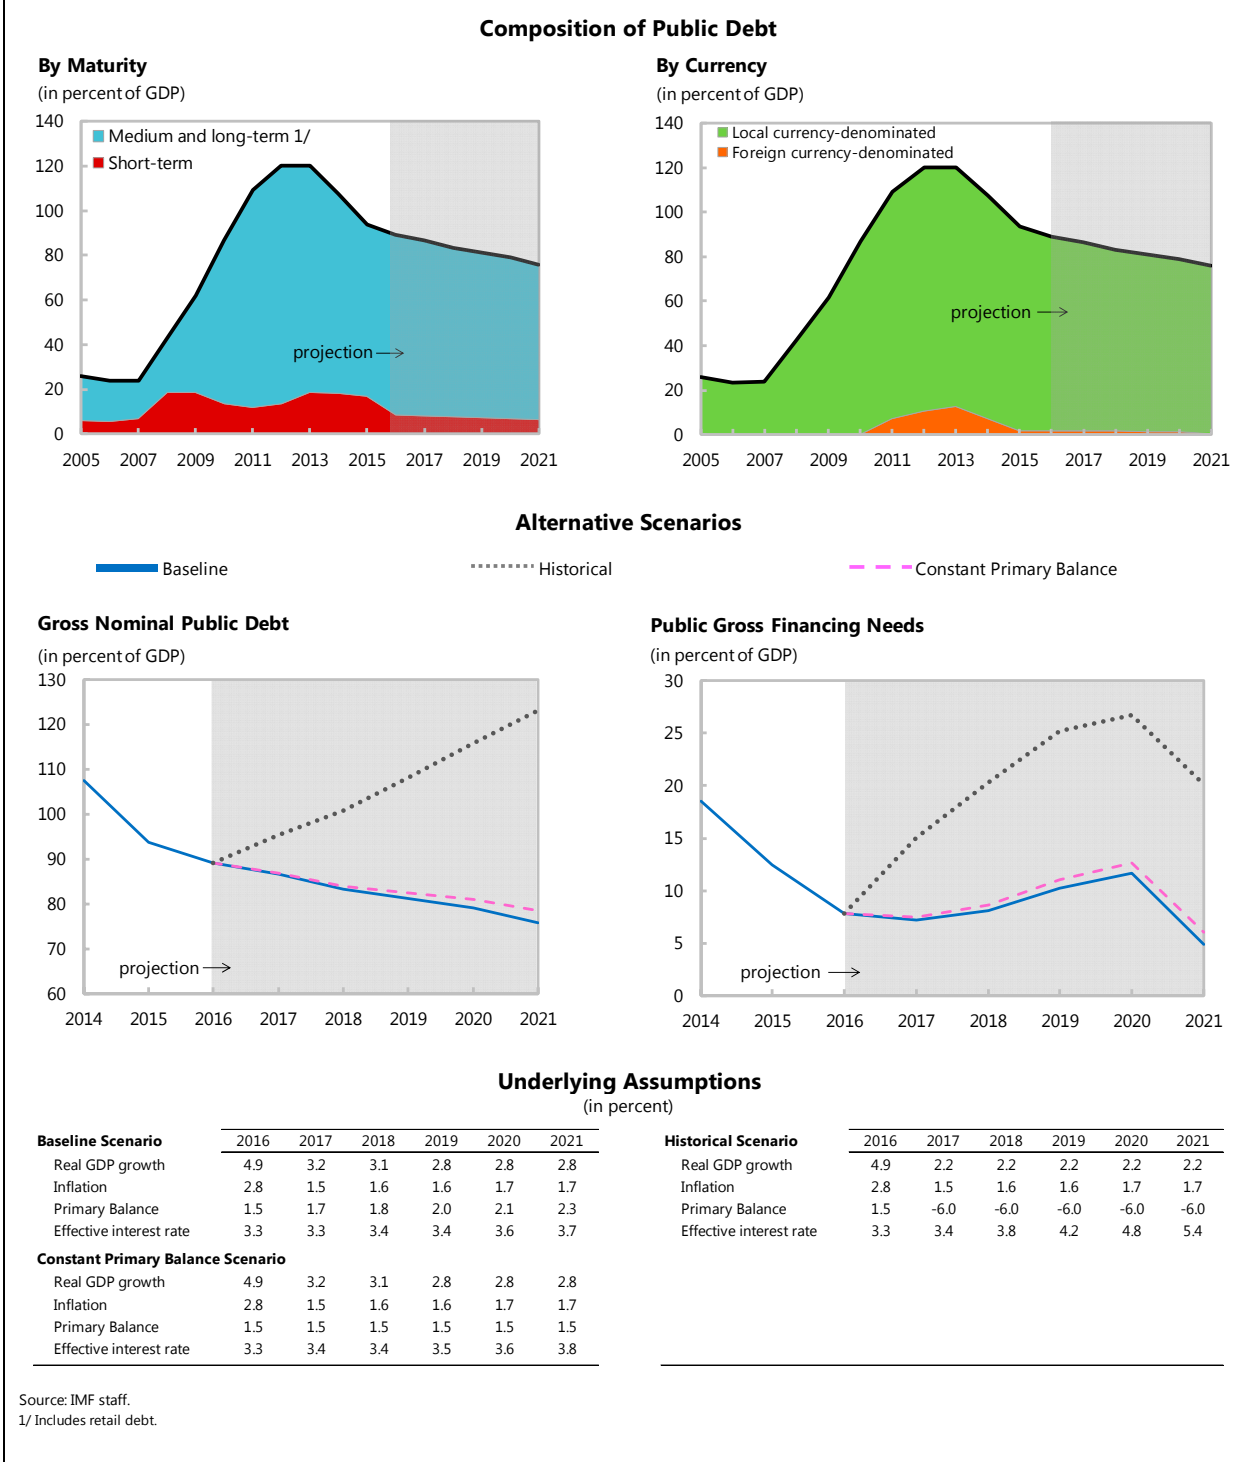 Composition of Public Debt
By Maturity
(in percent of GDP)
140
120
100
80
60
40
20
0
Medium and long-term 1/
Short-term
projection
2005 2007 2009 2011 2013 2015 2017 2019 2021
By Currency
(in percent of GDP)
140
120
100
80
60
40
20
0
Local currency-denominated
Foreign currency-denominated
projection
2005 2007 2009 2011 2013 2015 2017 2019 2021
Alternative Scenarios
Baseline Historical Constant Primary Balance
Gross Nominal Public Debt
(in percent of GDP)
130
120
110
100
90
80
70
60
projection
2014 2015 2016 2017 2018 2019 2020 2021
Public Gross Financing Needs
(in percent of GDP)
30
25
20
15
10
5
0
projection
2014 2015 2016 2017 2018 2019 2020 2021
Underlying Assumptions
(in percent)
Baseline Scenario 2016 2017 2018 2019 2020 2021
Real GDP growth 4.9 3.2 3.1 2.8 2.8 2.8
Inflation 2.8 1.5 1.6 1.6 1.7 1.7
Primary Balance 1.5 1.7 1.8 2.0 2.1 2.3
Effective interest rate 3.3 3.3 3.4 3.4 3.6 3.7
Constant Primary Balance Scenario
Real GDP growth 4.9 3.2 3.1 2.8 2.8 2.8
Inflation 2.8 1.5 1.6 1.6 1.7 1.7
Primary Balance 1.5 1.5 1.5 1.5 1.5 1.5
Effective interest rate 3.3 3.4 3.4 3.5 3.6 3.8
Historical Scenario 2016 2017 2018 2019 2020 2021
Real GDP growth 4.9 2.2 2.2 2.2 2.2 2.2
Inflation 2.8 1.5 1.6 1.6 1.7 1.7
Primary Balance 1.5 -6.0 -6.0 -6.0 -6.0 -6.0
Effective interest rate 3.3 3.4 3.8 4.2 4.8 5.4
Source: IMF staff.
1/ Includes retail debt.